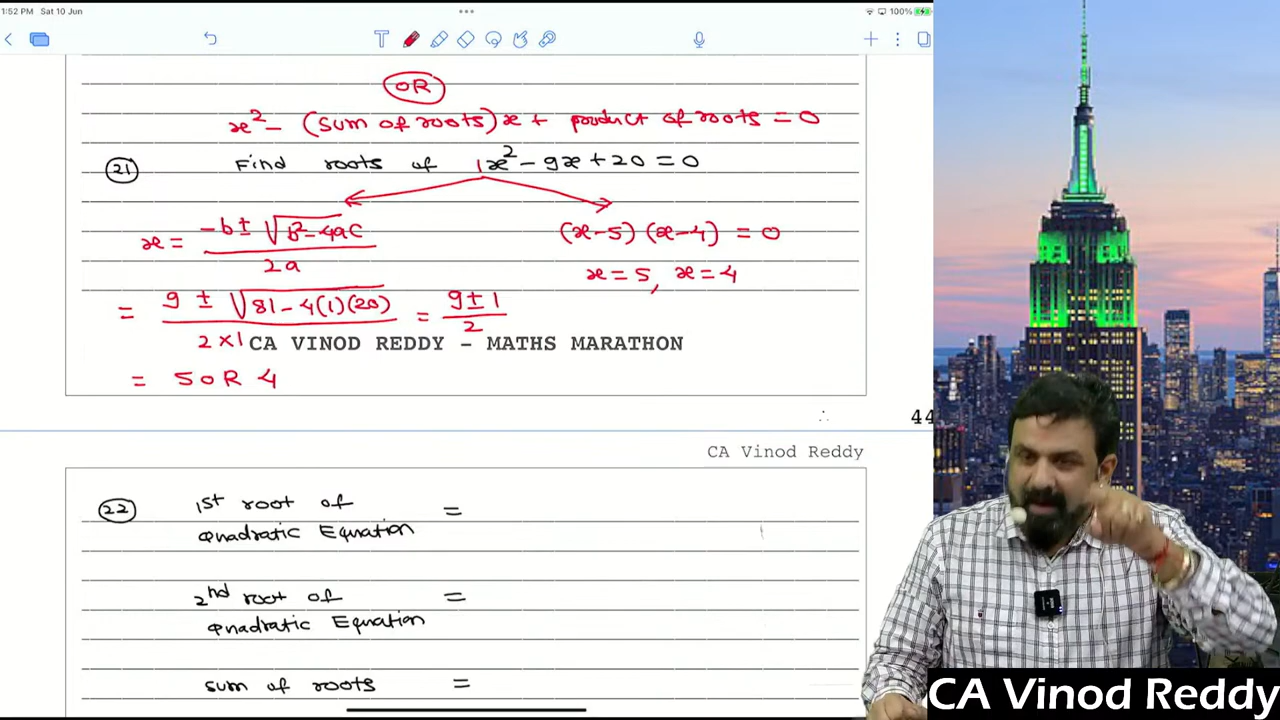 1:52 PM Sat 10 Jun
100%
OR
x² - (sum of roots) x + product of roots = 0
21 Find roots of 1x² - 9x + 20 = 0
x = -b ± √b² - 4ac / 2a
(x-5) (x-4) = 0
x = 5, x = 4
= 9 ± √81 - 4(1)(20) / 2×1 = 9 ± 1 / 2
CA VINOD REDDY - MATHS MARATHON
= 5 OR 4
44
CA Vinod Reddy
22 1st root of
Quadratic Equation =
2nd root of =
Quadratic Equation
sum of roots =
CA Vinod Reddy